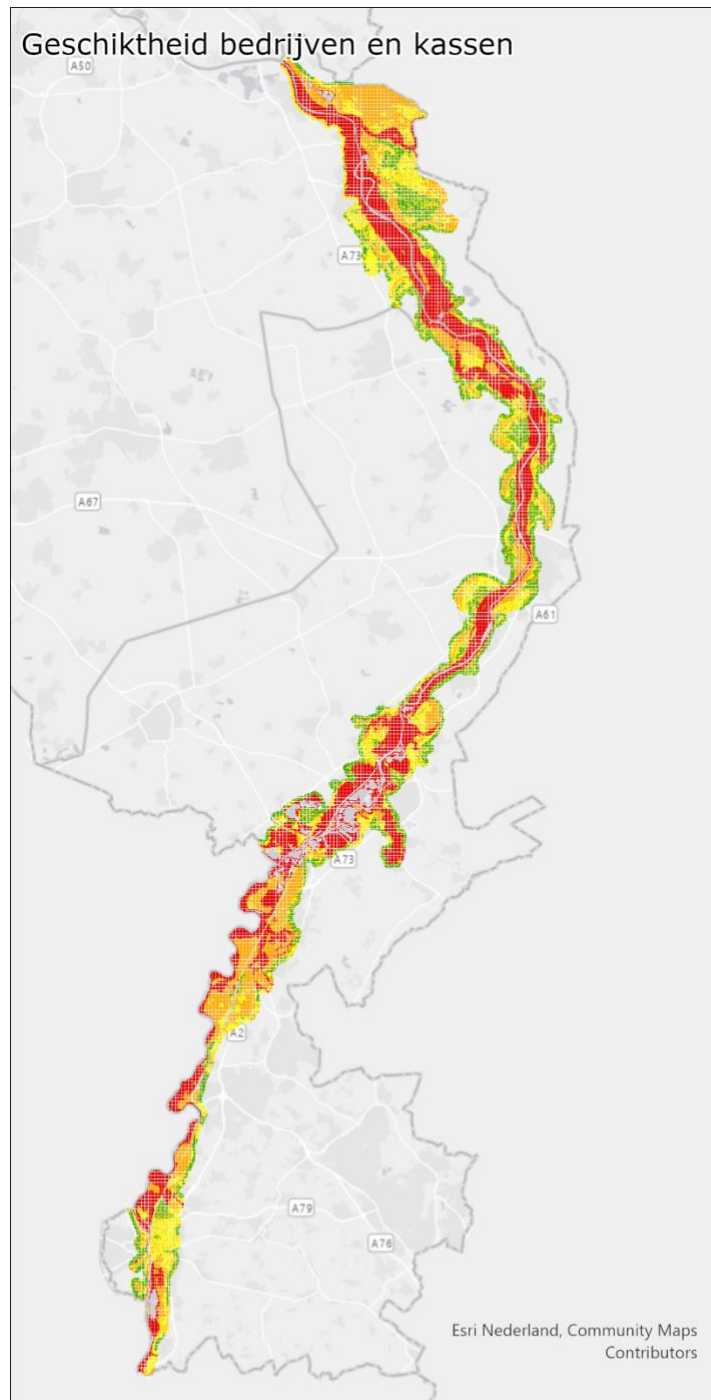 Geschiktheid bedrijven en kassen
A50
A73
A67
A61
A73
A2
A79
A76
Esri Nederland, Community Maps
Contributors